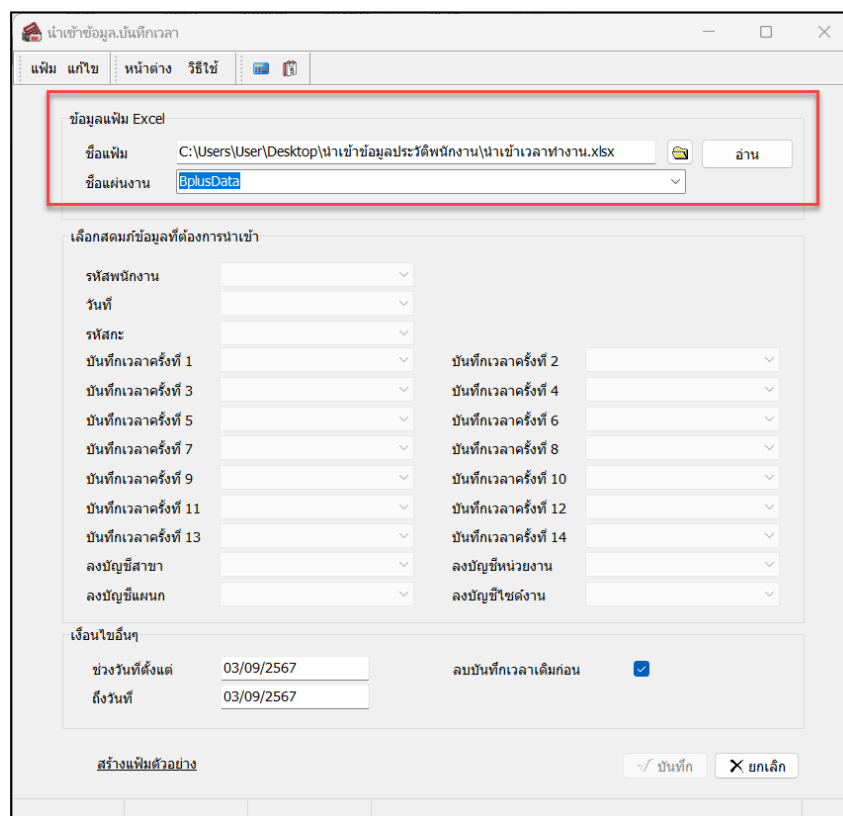 นำเข้าข้อมูล.บันทึกเวลา
แฟ้ม แก้ไข หน้าต่าง วิธีใช้
ข้อมูลแฟ้ม Excel
ชื่อแฟ้ม C:\Users\User\Desktop\นำเข้าข้อมูลประวัติพนักงาน\นำเข้าเวลาทำงาน.xlsx อ่าน
ชื่อแผ่นงาน BplusData
เลือกสดมภ์ข้อมูลที่ต้องการนำเข้า
รหัสพนักงาน
วันที่
รหัสกะ
บันทึกเวลาครั้งที่ 1 บันทึกเวลาครั้งที่ 2
บันทึกเวลาครั้งที่ 3 บันทึกเวลาครั้งที่ 4
บันทึกเวลาครั้งที่ 5 บันทึกเวลาครั้งที่ 6
บันทึกเวลาครั้งที่ 7 บันทึกเวลาครั้งที่ 8
บันทึกเวลาครั้งที่ 9 บันทึกเวลาครั้งที่ 10
บันทึกเวลาครั้งที่ 11 บันทึกเวลาครั้งที่ 12
บันทึกเวลาครั้งที่ 13 บันทึกเวลาครั้งที่ 14
ลงบัญชีสาขา ลงบัญชีหน่วยงาน
ลงบัญชีแผนก ลงบัญชีไซด์งาน
เงื่อนไขอื่นๆ
ช่วงวันที่ตั้งแต่ 03/09/2567 ลบบันทึกเวลาเดิมก่อน
ถึงวันที่ 03/09/2567
สร้างแฟ้มตัวอย่าง บันทึก ยกเลิก